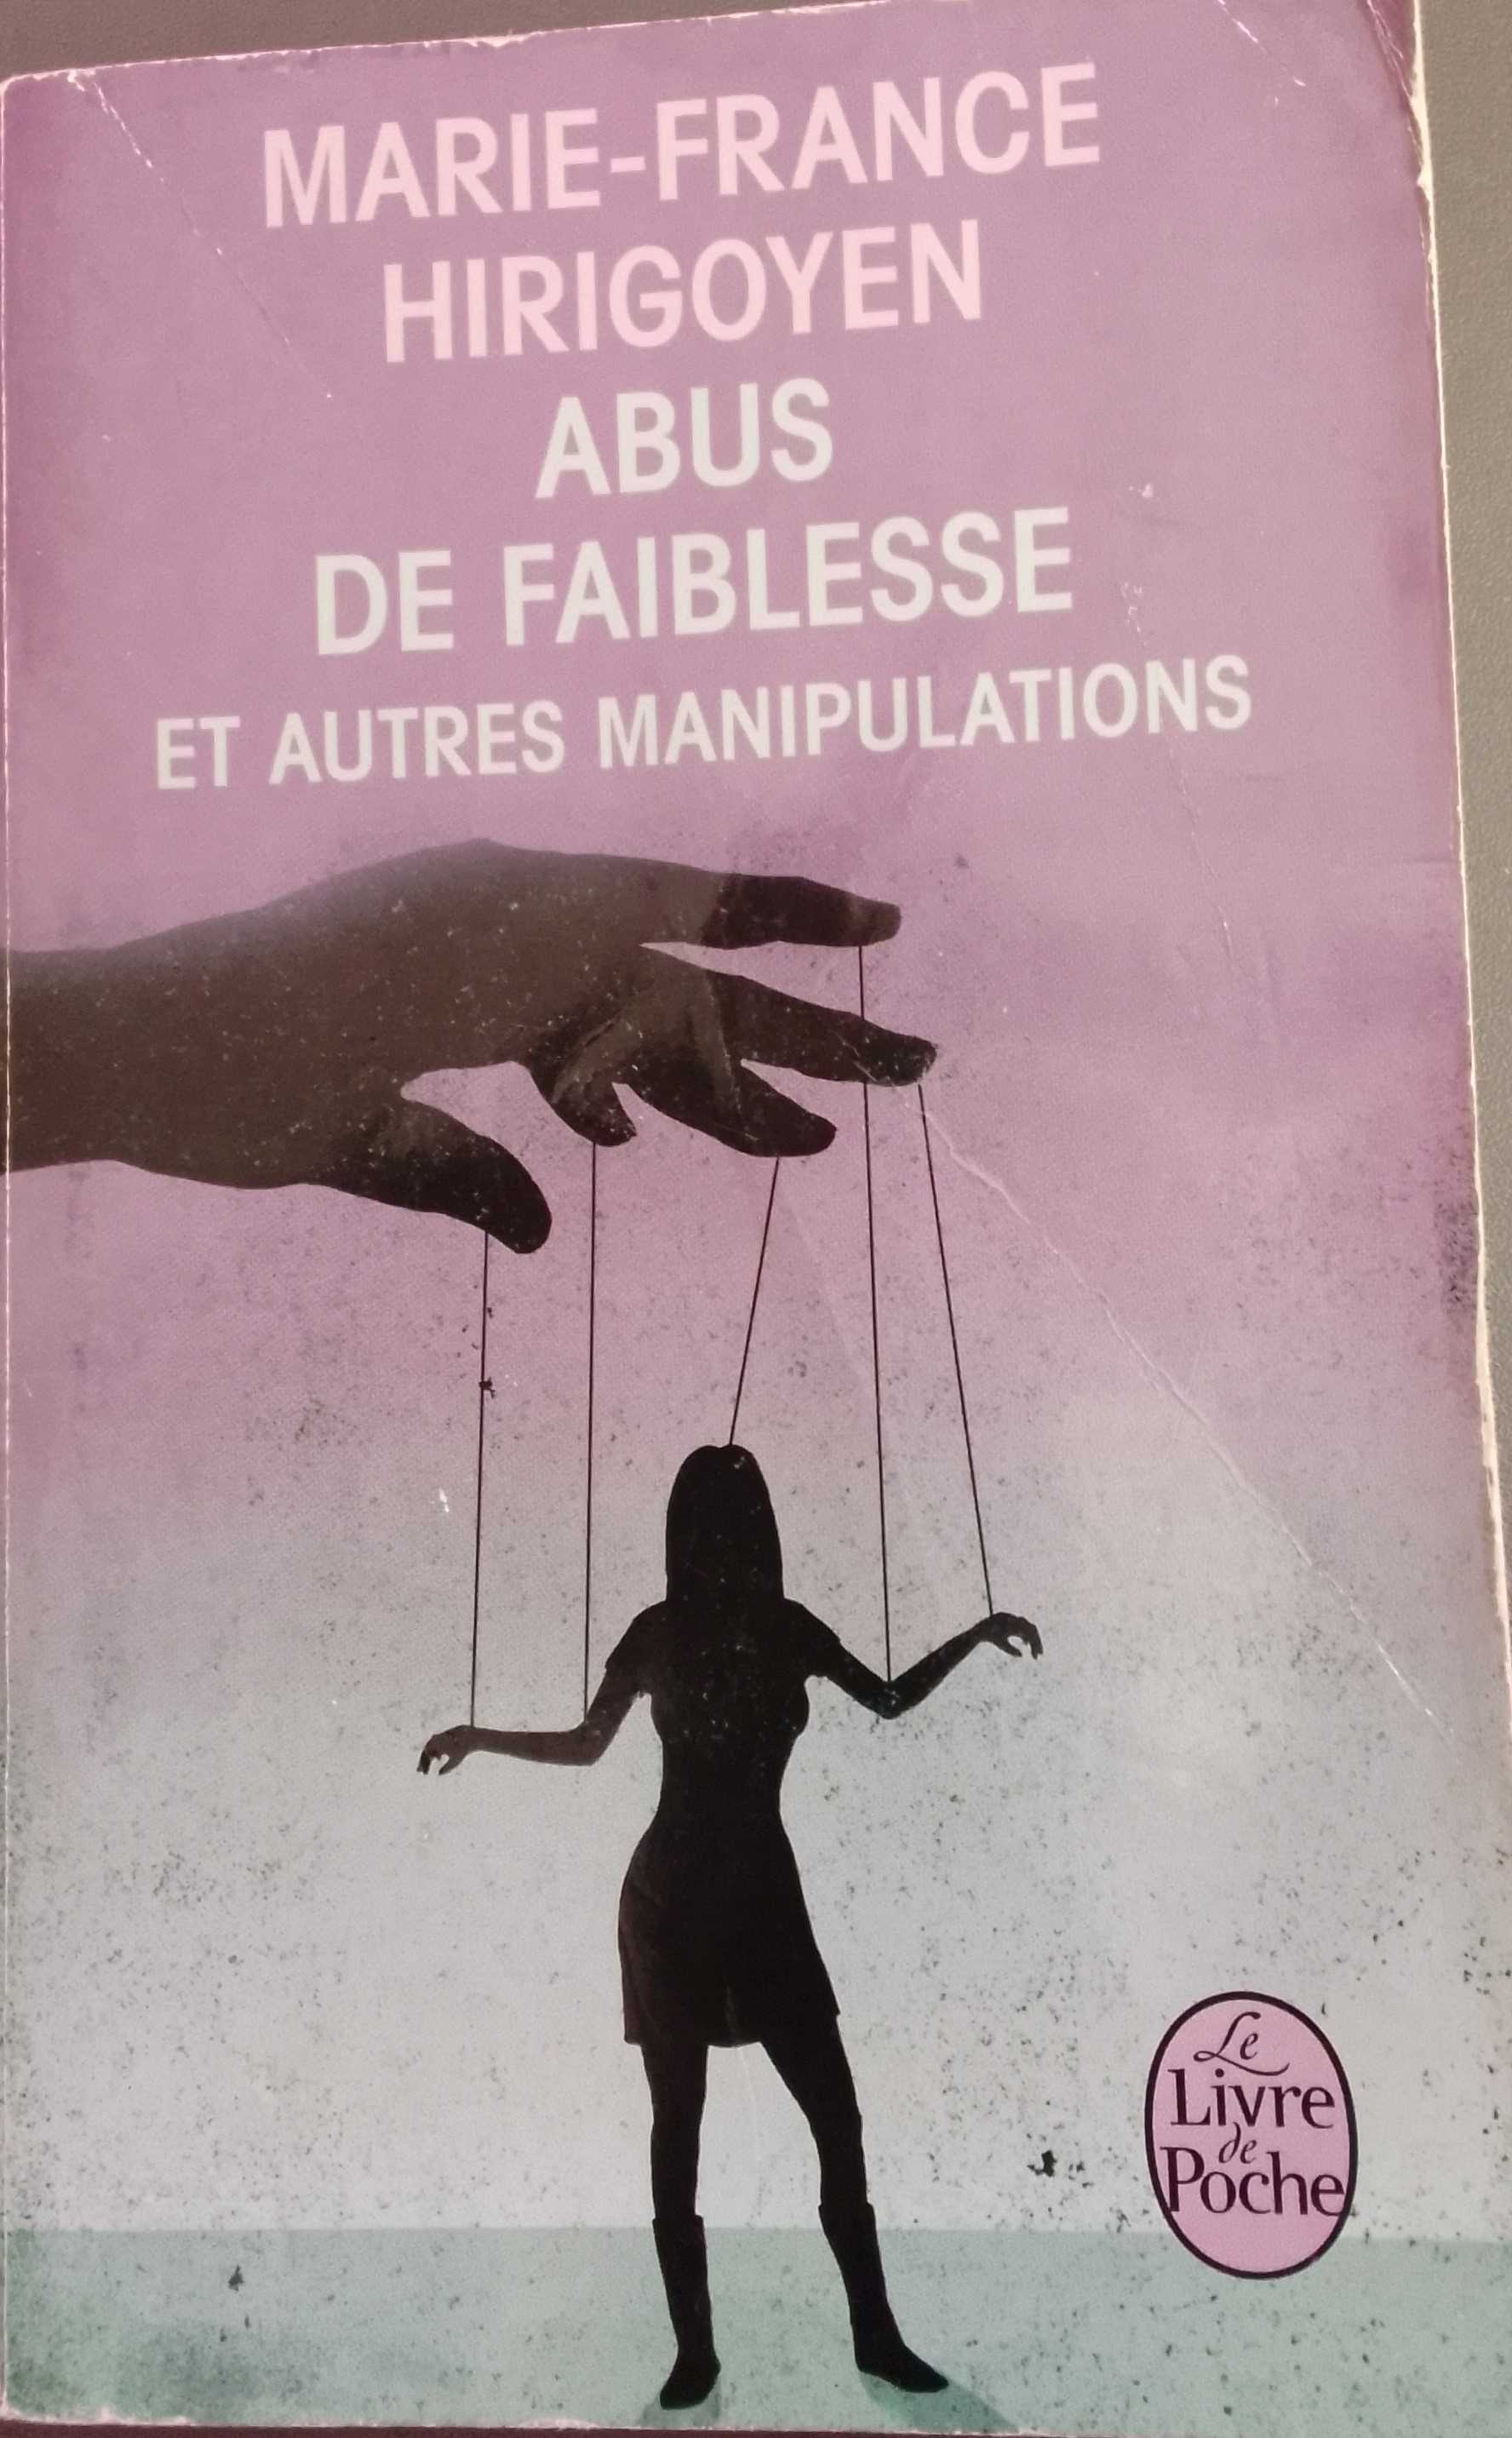 MARIE-FRANCE
HIRIGOYEN
ABUS
DE FAIBLESSE
ET AUTRES MANIPULATIONS
Le
Livre
de
Poche